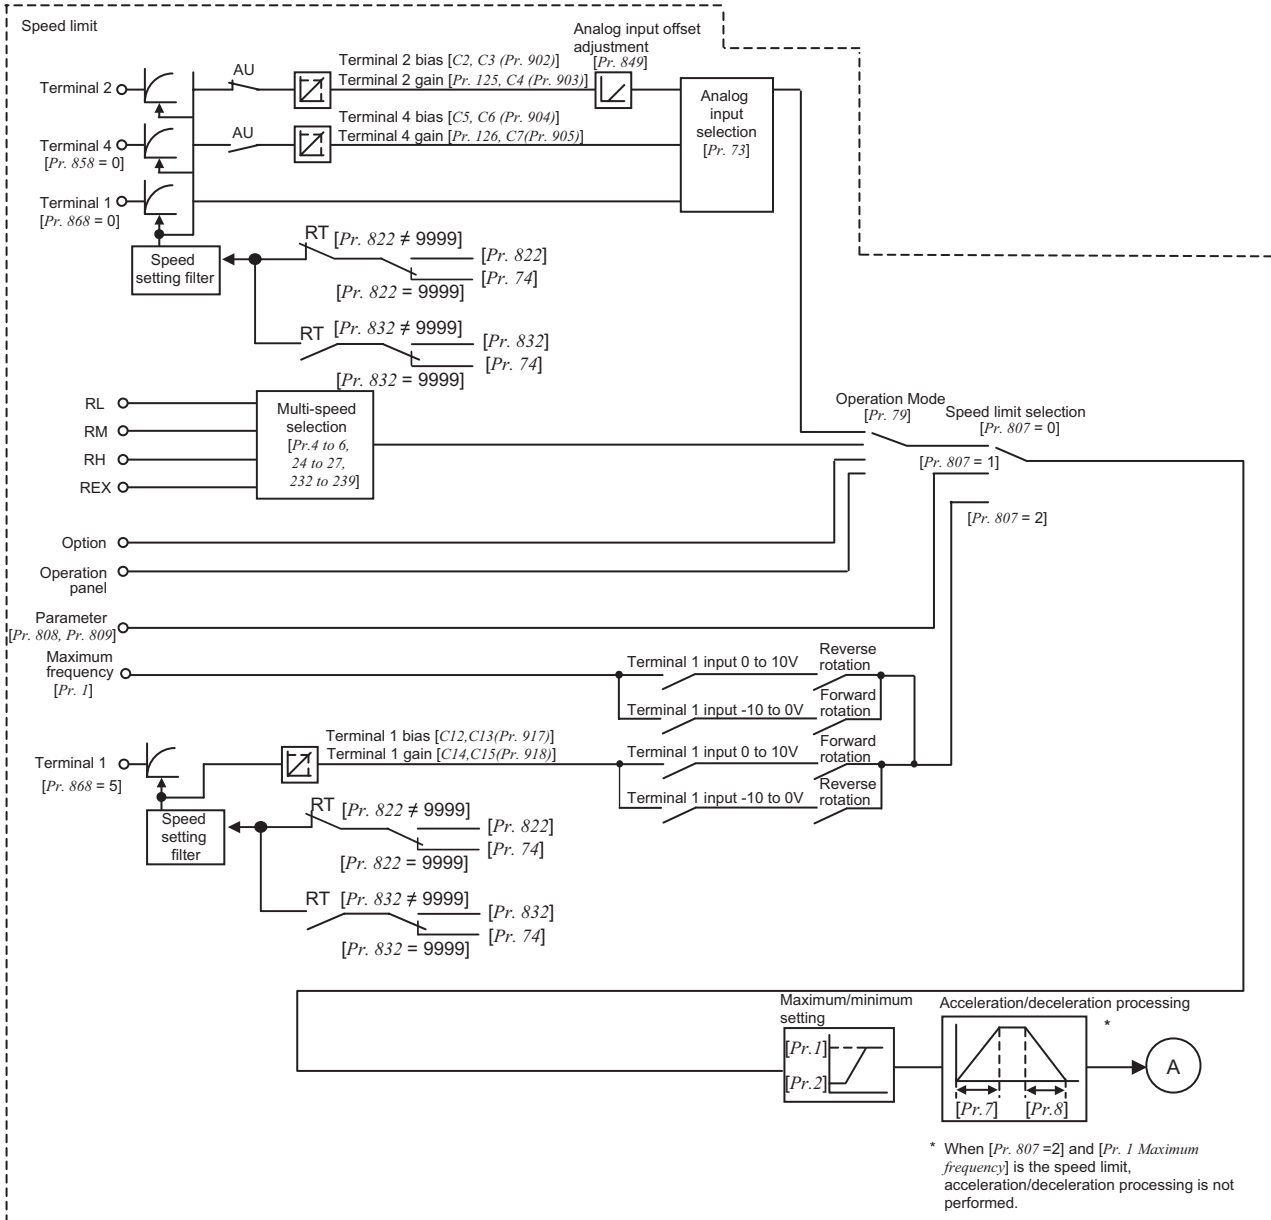 Speed limit
Analog input offset
adjustment
[Pr. 849]
Terminal 2
AU
Terminal 2 bias [C2, C3 (Pr. 902)]
Terminal 2 gain [Pr. 125, C4 (Pr. 903)]
Terminal 4
[Pr. 858 = 0]
AU
Terminal 4 bias [C5, C6 (Pr. 904)]
Terminal 4 gain [Pr. 126, C7(Pr. 905)]
Analog
input
selection
[Pr. 73]
Terminal 1
[Pr. 868 = 0]
Speed
setting filter
RT [Pr. 822 ≠ 9999]
[Pr. 822]
[Pr. 74]
[Pr. 822 = 9999]
RT [Pr. 832 ≠ 9999]
[Pr. 832]
[Pr. 74]
[Pr. 832 = 9999]
RL
RM
RH
REX
Multi-speed
selection
[Pr.4 to 6,
24 to 27,
232 to 239]
Operation Mode
[Pr. 79]
Speed limit selection
[Pr. 807 = 0]
[Pr. 807 = 1]
[Pr. 807 = 2]
Option
Operation
panel
Parameter
[Pr. 808, Pr. 809]
Maximum
frequency
[Pr. 1]
Terminal 1 input 0 to 10V
Reverse
rotation
Terminal 1 input -10 to 0V
Forward
rotation
Terminal 1
[Pr. 868 = 5]
Terminal 1 bias [C12,C13(Pr. 917)]
Terminal 1 gain [C14,C15(Pr. 918)]
Terminal 1 input 0 to 10V
Forward
rotation
Terminal 1 input -10 to 0V
Reverse
rotation
Speed
setting
filter
RT [Pr. 822 ≠ 9999]
[Pr. 822]
[Pr. 74]
[Pr. 822 = 9999]
RT [Pr. 832 ≠ 9999]
[Pr. 832]
[Pr. 74]
[Pr. 832 = 9999]
Maximum/minimum
setting
[Pr.1]
[Pr.2]
Acceleration/deceleration processing
*
[Pr.7]
[Pr.8]
A
* When [Pr. 807 =2] and [Pr. 1 Maximum
frequency] is the speed limit,
acceleration/deceleration processing is not
performed.